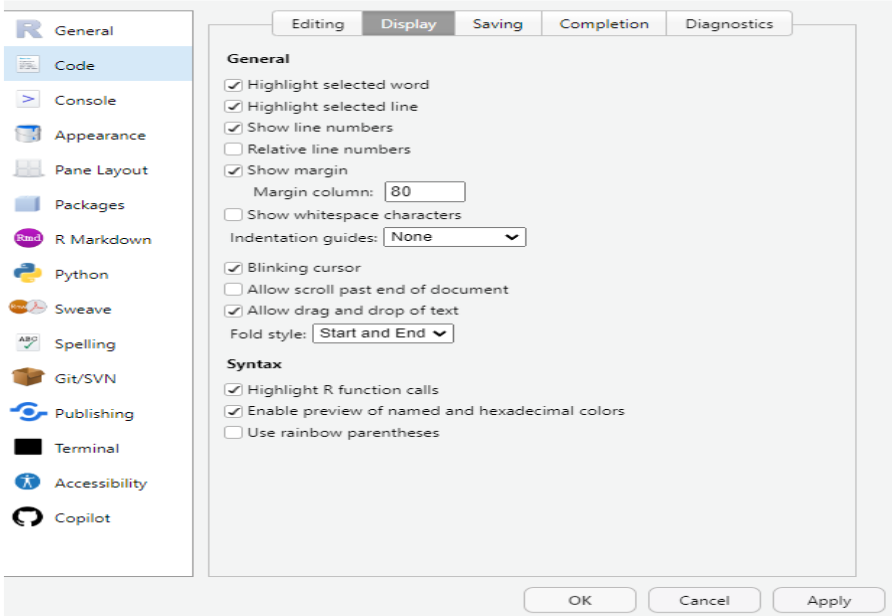 General
Code
Console
Appearance
Pane Layout
Packages
Rmd R Markdown
Python
Sweave
ABC Spelling
Git/SVN
Publishing
Terminal
Accessibility
Copilot
Editing Display Saving Completion Diagnostics
General
Highlight selected word
Highlight selected line
Show line numbers
Relative line numbers
Show margin
Margin column: 80
Show whitespace characters
Indentation guides: None
Blinking cursor
Allow scroll past end of document
Allow drag and drop of text
Fold style: Start and End
Syntax
Highlight R function calls
Enable preview of named and hexadecimal colors
Use rainbow parentheses
OK Cancel Apply